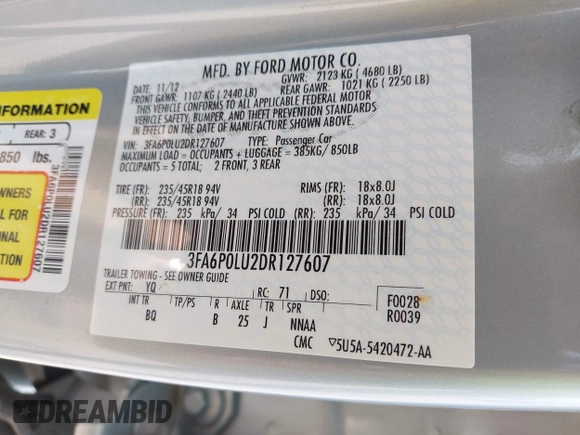 MFD. BY FORD MOTOR CO.
DATE: 11/12 GVWR: 2123 KG ( 4680 LB)
FRONT GAWR: 1107 KG ( 2440 LB) REAR GAWR: 1021 KG ( 2250 LB)
THIS VEHICLE CONFORMS TO ALL APPLICABLE FEDERAL MOTOR
VEHICLE SAFETY, BUMPER, AND THEFT PREVENTION STANDARDS
IN EFFECT ON THE DATE OF MANUFACTURE SHOWN ABOVE.
VEHICLE: 3FA6P0LU2DR127607 TYPE: Passenger Car
MAXIMUM LOAD = OCCUPANTS + LUGGAGE = 385KG/ 850LB
OCCUPANTS = 5 TOTAL; 2 FRONT, 3 REAR
TIRE (FR): 235/45R18 94V RIMS (FR): 18x8.0J
(RR): 235/45R18 94V (RR): 18x8.0J
PRESSURE (FR): 235 kPa/ 34 PSI COLD (RR): 235 kPa/ 34 PSI COLD
3FA6P0LU2DR127607
TRAILER TOWING - SEE OWNER GUIDE
EXT PNT: YQ RC: 71 DSO:
INT TR TP/PS R AXLE TR SPR
BQ B 25 J NNAA
F0028
R0039
CMC ▽5U5A-5420472-AA
INFORMATION
REAR: 3
850 lbs.
OWNERS
L FOR
ONAL
ON
3FA6P0LU2DR127607
DREAMBID